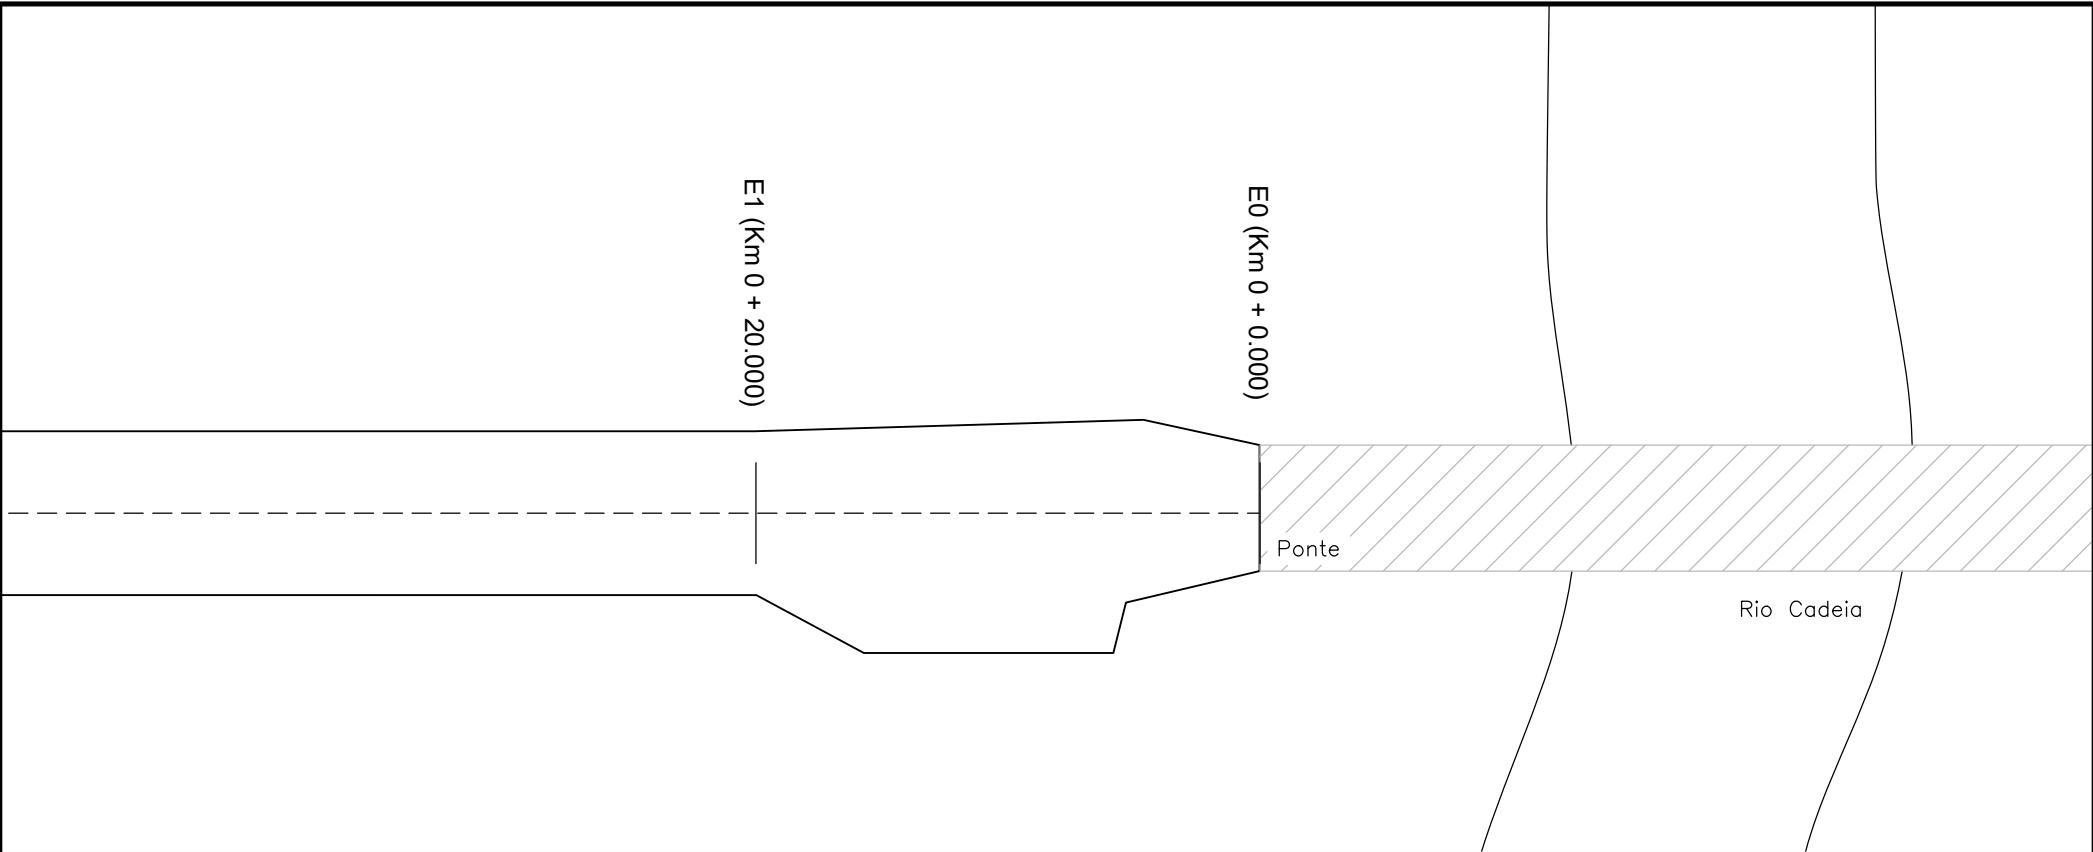 E1 (Km 0 + 20.000)
E0 (Km 0 + 0.000)
Ponte
Rio Cadeia